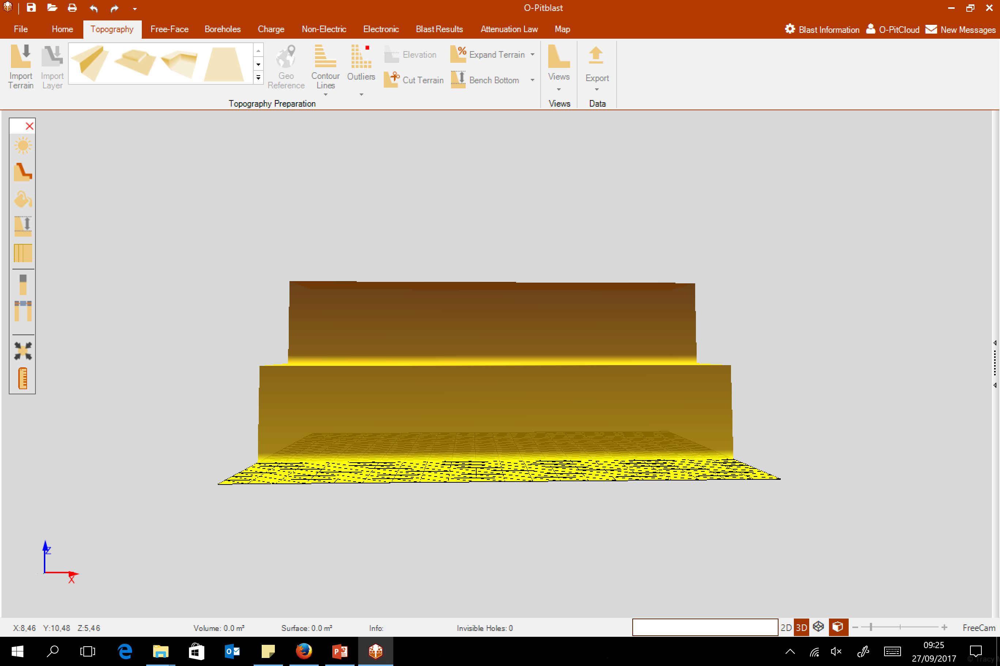 O-Pitblast
File Home Topography Free-Face Boreholes Charge Non-Electric Electronic Blast Results Attenuation Law Map Blast Information O-PitCloud New Messages
Import Terrain
Import Layer
Geo Reference
Contour Lines
Outliers
Elevation
Cut Terrain
% Expand Terrain
Bench Bottom
Views
Export
Topography Preparation Views Data
Z
X
X:8,46 Y:10,48 Z:5,46 Volume: 0.0 m³ Surface: 0.0 m² Info: Invisible Holes: 0 2D 3D FreeCam
09:25
27/09/2017
© Tracy